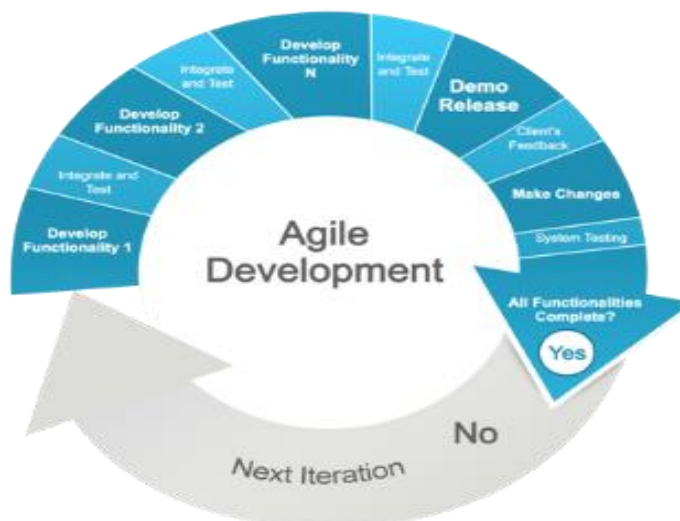 Develop
Functionality 1
Integrate and
Test
Develop
Functionality 2
Integrate
and Test
Develop
Functionality
N
Integrate
and Test
Demo
Release
Client's
Feedback
Make Changes
System Testing
All Functionalities
Complete?
Yes
No
Next Iteration
Agile
Development